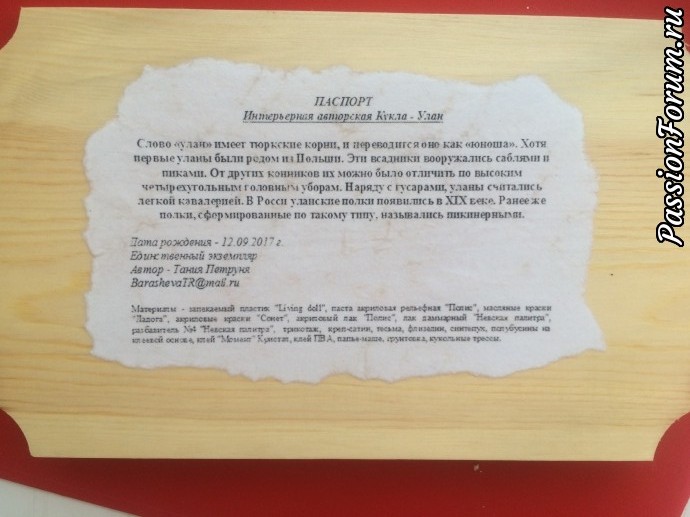 ПАСПОРТ
Интерьерная авторская Кукла - Улан
Слово «улан» имеет тюркские корни, и переводится оно как «юноша». Хотя
первые уланы были родом из Польши. Эти всадники вооружались саблями и
пиками. От других конников их можно было отличить по высоким
четырехугольным головным уборам. Наряду с гусарами, уланы считались
легкой кавалерией. В Росси уланские полки появились в XIX веке. Ранее же
полки, сформированные по такому типу, назывались пикинерными.
Дата рождения - 12.09.2017 г.
Единственный экземпляр
Автор - Тания Петруня
BarashevaTR@mail.ru
Материалы - запекаемый пластик "Living doll", паста акриловая рельефная "Полис", масляные краски
"Ладога", акриловые краски "Сонет", акриловый лак "Полис", лак даммарный "Невская палитра",
разбавитель №4 "Невская палитра", трикотаж, креп-сатин, тесьма, флизелин, синтепух, полубусины на
клеевой основе, клей "Момент" Кристал, клей ПВА, папье-маше, грунтовка, кукольные трессы.
PassionForum.ru